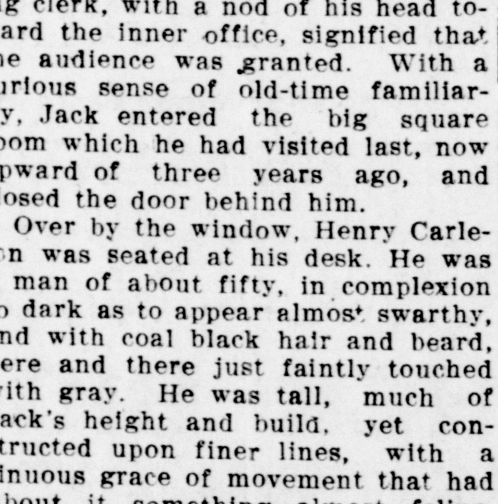 g clerk, with a nod of his head to-
ard the inner office, signified that
e audience was granted. With a
urious sense of old-time familiar-
y, Jack entered the big square
oom which he had visited last, now
pward of three years ago, and
losed the door behind him.
Over by the window, Henry Carle-
n was seated at his desk. He was
man of about fifty, in complexion
o dark as to appear almost swarthy,
nd with coal black hair and beard,
ere and there just faintly touched
ith gray. He was tall, much of
ack's height and build, yet con-
tructed upon finer lines, with a
inuous grace of movement that had
bout it something almost